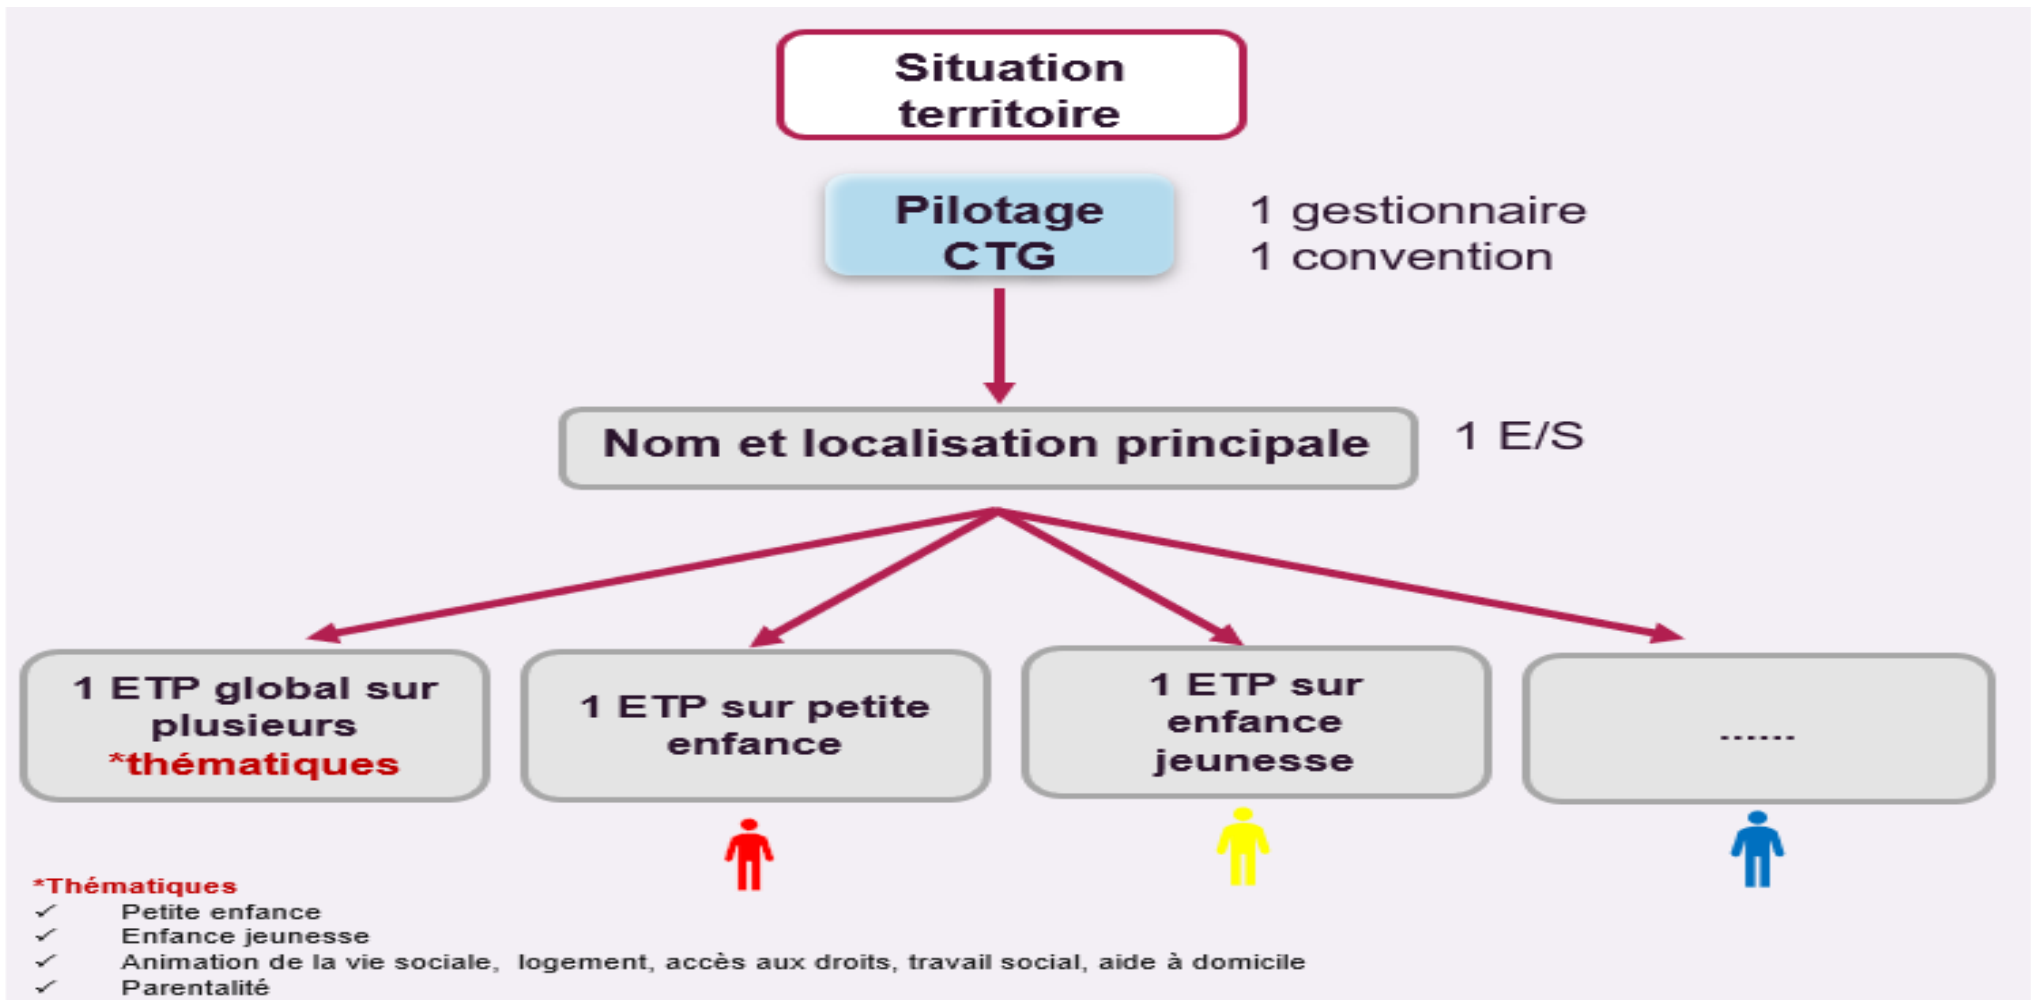 Situation
territoire
Pilotage
CTG
1 gestionnaire
1 convention
Nom et localisation principale
1 E/S
1 ETP global sur
plusieurs
*thématiques
1 ETP sur petite
enfance
1 ETP sur
enfance
jeunesse
......
*Thématiques
✓ Petite enfance
✓ Enfance jeunesse
✓ Animation de la vie sociale, logement, accès aux droits, travail social, aide à domicile
✓ Parentalité